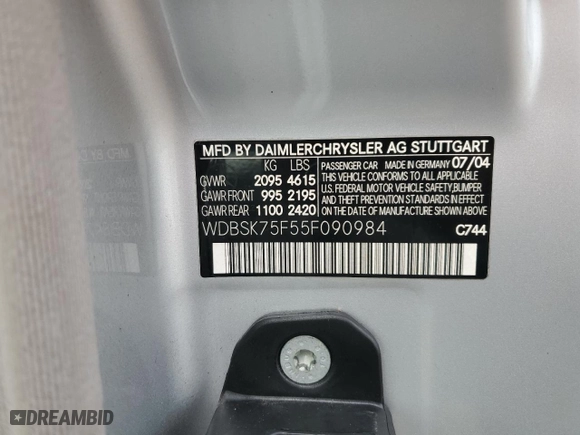 MFD BY DAIMLERCHRYSLER AG STUTTGART
KG LBS
GVWR 2095 4615
GAWR FRONT 995 2195
GAWR REAR 1100 2420
PASSENGER CAR MADE IN GERMANY 07/04
THIS VEHICLE CONFORMS TO ALL APPLICABLE
U.S. FEDERAL MOTOR VEHICLE SAFETY, BUMPER
AND THEFT PREVENTION STANDARDS IN EFFECT
ON THE DATE OF MANUFACTURE SHOWN ABOVE.
WDBSK75F55F090984
C744
DREAMBID